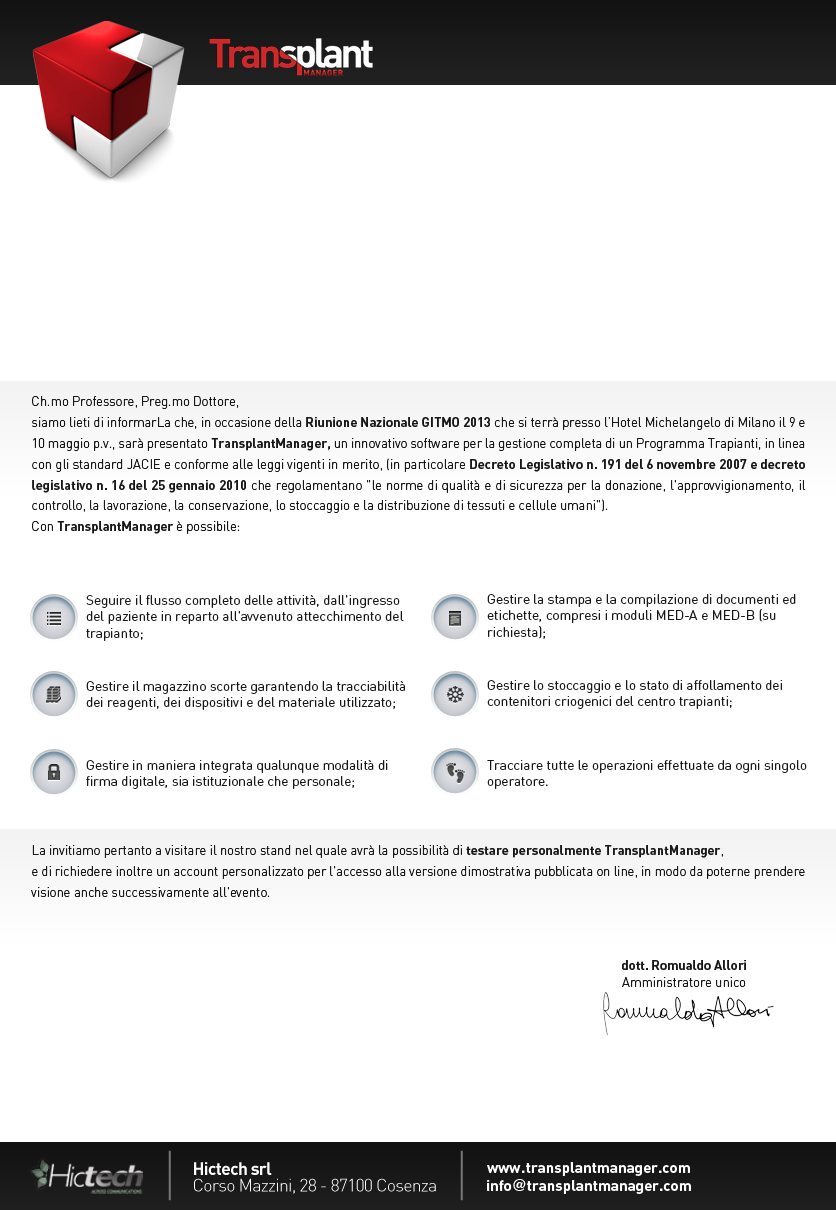 Transplant
MANAGER
Ch.mo Professore, Preg.mo Dottore,
siamo lieti di informarLa che, in occasione della Riunione Nazionale GITMO 2013 che si terrà presso l'Hotel Michelangelo di Milano il 9 e
10 maggio p.v., sarà presentato TransplantManager, un innovativo software per la gestione completa di un Programma Trapianti, in linea
con gli standard JACIE e conforme alle leggi vigenti in merito, (in particolare Decreto Legislativo n. 191 del 6 novembre 2007 e decreto
legislativo n. 16 del 25 gennaio 2010 che regolamentano "le norme di qualità e di sicurezza per la donazione, l'approvvigionamento, il
controllo, la lavorazione, la conservazione, lo stoccaggio e la distribuzione di tessuti e cellule umani").
Con TransplantManager è possibile:
Seguire il flusso completo delle attività, dall'ingresso
del paziente in reparto all'avvenuto attecchimento del
trapianto;
Gestire la stampa e la compilazione di documenti ed
etichette, compresi i moduli MED-A e MED-B (su
richiesta);
Gestire il magazzino scorte garantendo la tracciabilità
dei reagenti, dei dispositivi e del materiale utilizzato;
Gestire lo stoccaggio e lo stato di affollamento dei
contenitori criogenici del centro trapianti;
Gestire in maniera integrata qualunque modalità di
firma digitale, sia istituzionale che personale;
Tracciare tutte le operazioni effettuate da ogni singolo
operatore.
La invitiamo pertanto a visitare il nostro stand nel quale avrà la possibilità di testare personalmente TransplantManager,
e di richiedere inoltre un account personalizzato per l'accesso alla versione dimostrativa pubblicata on line, in modo da poterne prendere
visione anche successivamente all'evento.
dott. Romualdo Allori
Amministratore unico
Romualdo Allori
Hictech
ACROSS COMMUNICATIONS
Hictech srl
Corso Mazzini, 28 - 87100 Cosenza
www.transplantmanager.com
info@transplantmanager.com